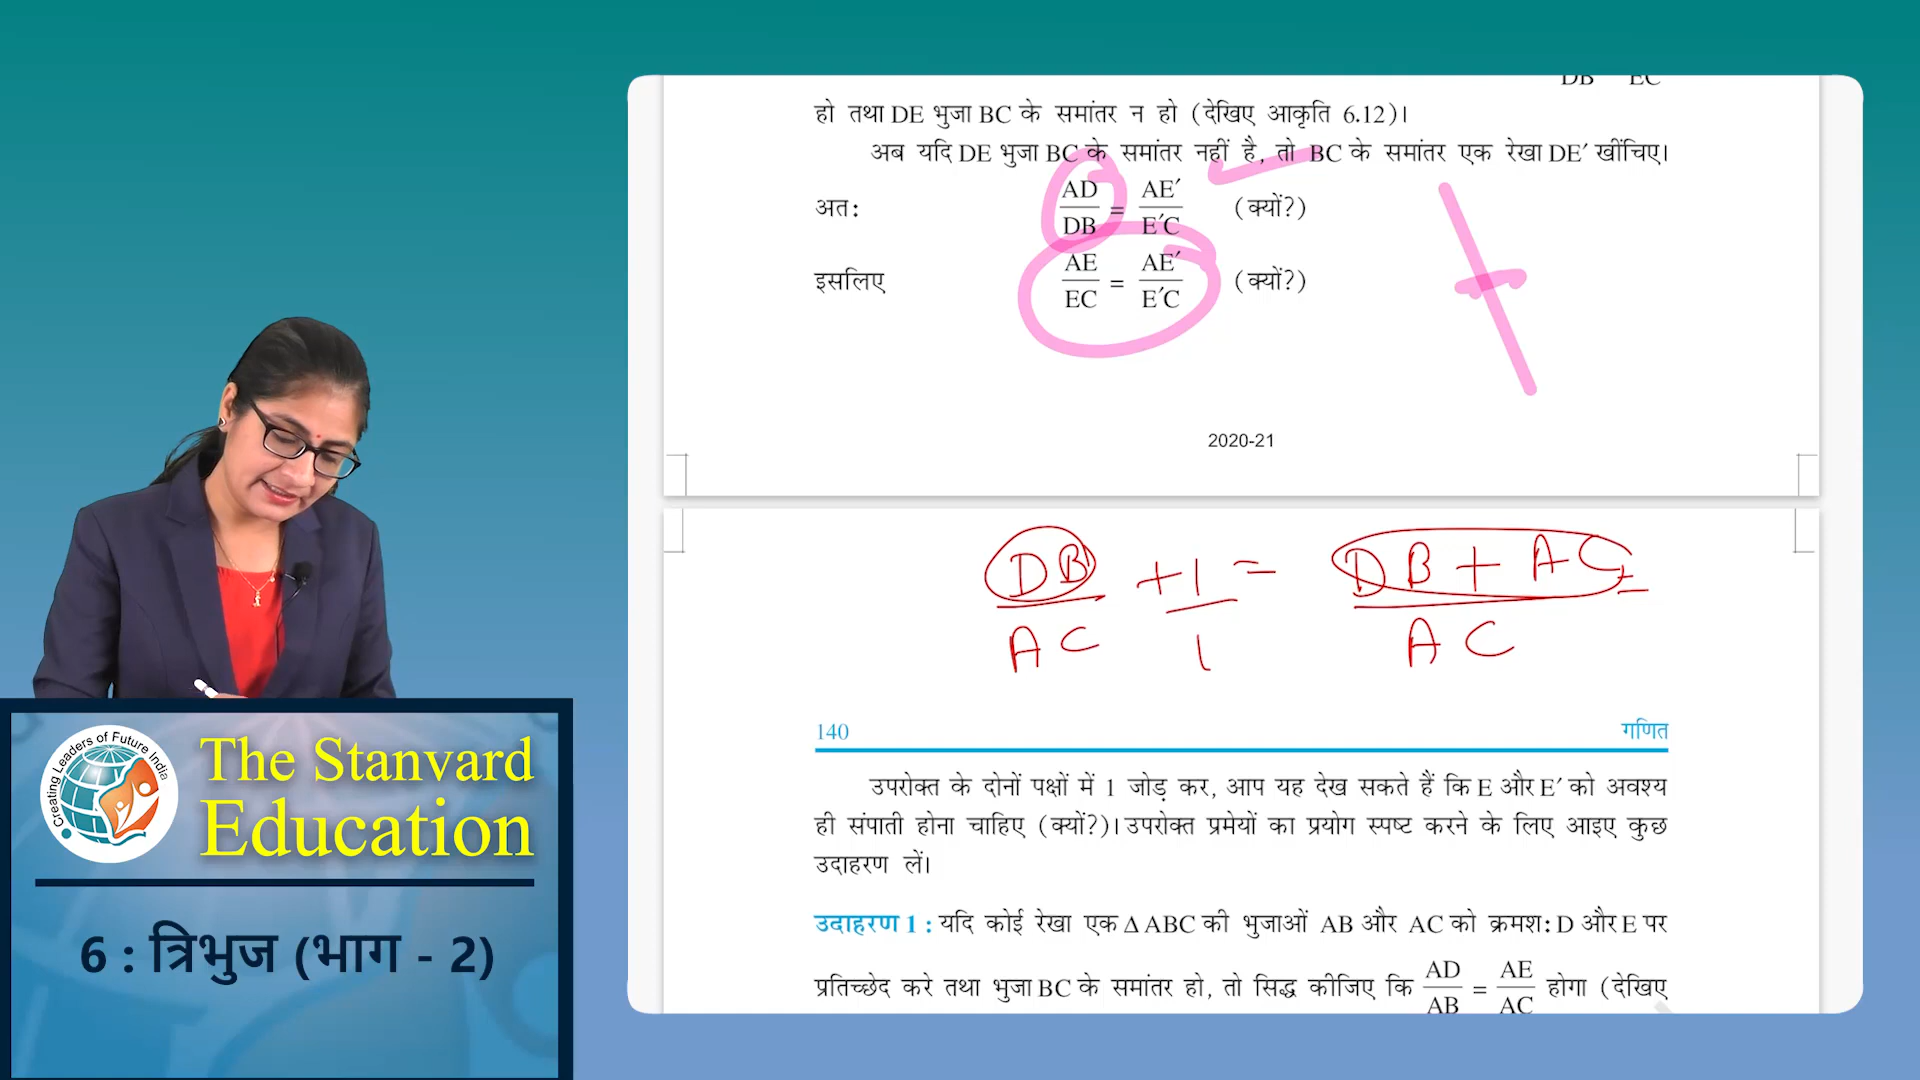 DB EC
हो तथा DE भुजा BC के समांतर न हो (देखिए आकृति 6.12)।
अब यदि DE भुजा BC के समांतर नहीं है, तो BC के समांतर एक रेखा DE′ खींचिए।
अत: AD/DB = AE′/E′C (क्यों?)
इसलिए AE/EC = AE′/E′C (क्यों?)
2020-21
DB/AC + 1/1 = DB + AC/AC =
140 गणित
उपरोक्त के दोनों पक्षों में 1 जोड़ कर, आप यह देख सकते हैं कि E और E′ को अवश्य
ही संपाती होना चाहिए (क्यों?)। उपरोक्त प्रमेयों का प्रयोग स्पष्ट करने के लिए आइए कुछ
उदाहरण लें।
उदाहरण 1 : यदि कोई रेखा एक Δ ABC की भुजाओं AB और AC को क्रमश: D और E पर
प्रतिच्छेद करे तथा भुजा BC के समांतर हो, तो सिद्ध कीजिए कि AD/AB = AE/AC होगा (देखिए
Creating Leaders of Future India
The Stanvard
Education
6 : त्रिभुज (भाग - 2)